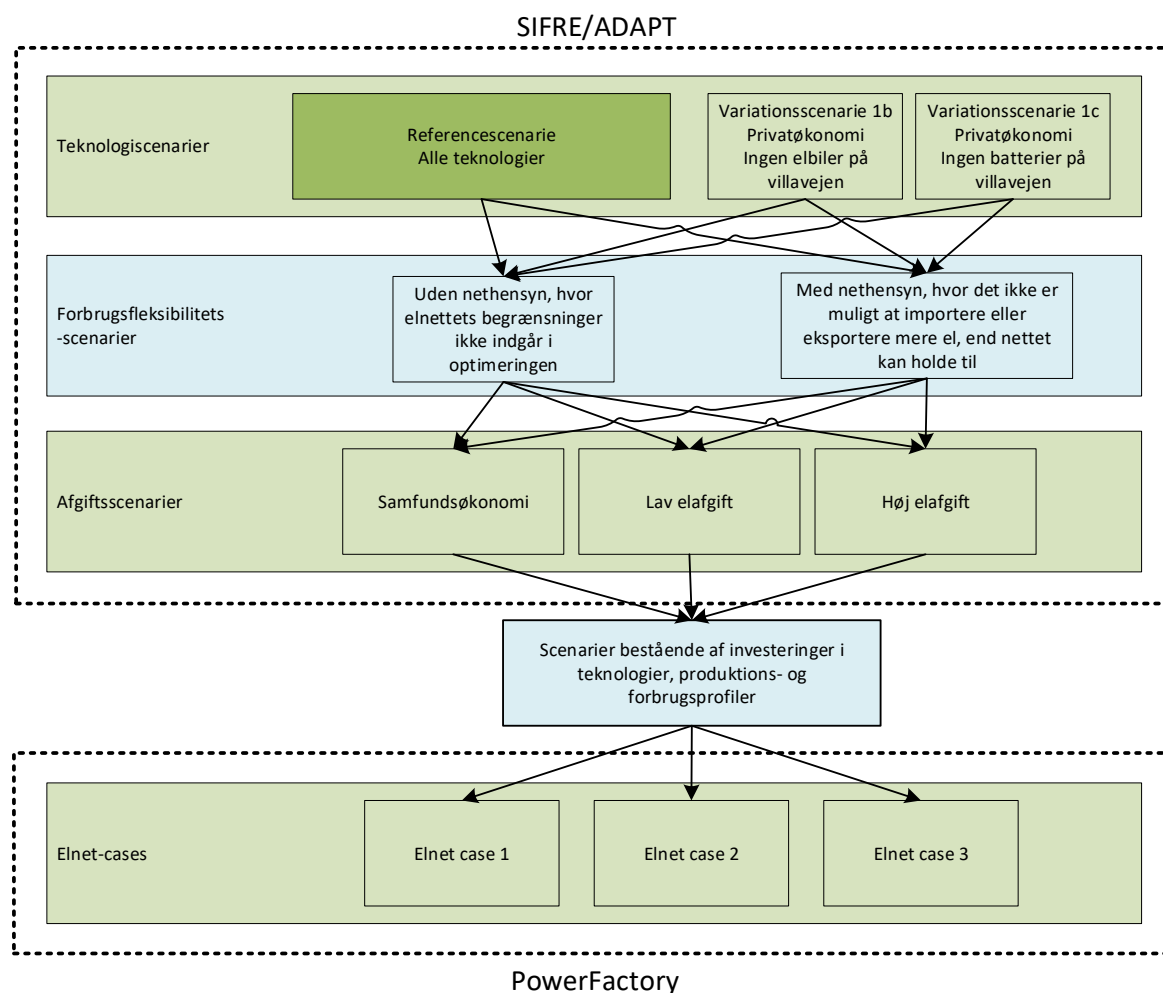 SIFRE/ADAPT
Teknologiscenarier
Referencescenarie
Alle teknologier
Variationsscenarie 1b
Privatøkonomi
Ingen elbiler på
villavejen
Variationsscenarie 1c
Privatøkonomi
Ingen batterier på
villavejen
Forbrugsfleksibilitets
-scenarier
Uden nethensyn, hvor
elnettets begrænsninger
ikke indgår i
optimeringen
Med nethensyn, hvor det ikke er
muligt at importere eller
eksportere mere el, end nettet
kan holde til
Afgiftsscenarier
Samfundsøkonomi
Lav elafgift
Høj elafgift
Scenarier bestående af investeringer i
teknologier, produktions- og
forbrugsprofiler
Elnet-cases
Elnet case 1
Elnet case 2
Elnet case 3
PowerFactory